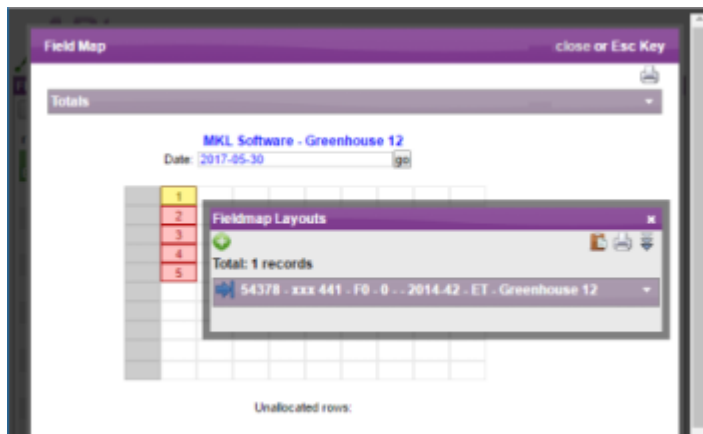 Field Map
close or Esc Key
Totals
MKL Software - Greenhouse 12
Date: 2017-05-30 go
1
2
3
4
5
Fieldmap Layouts
Total: 1 records
54378 - xxx 441 - F0 - 0 - - 2014-42 - ET - Greenhouse 12
Unallocated rows: